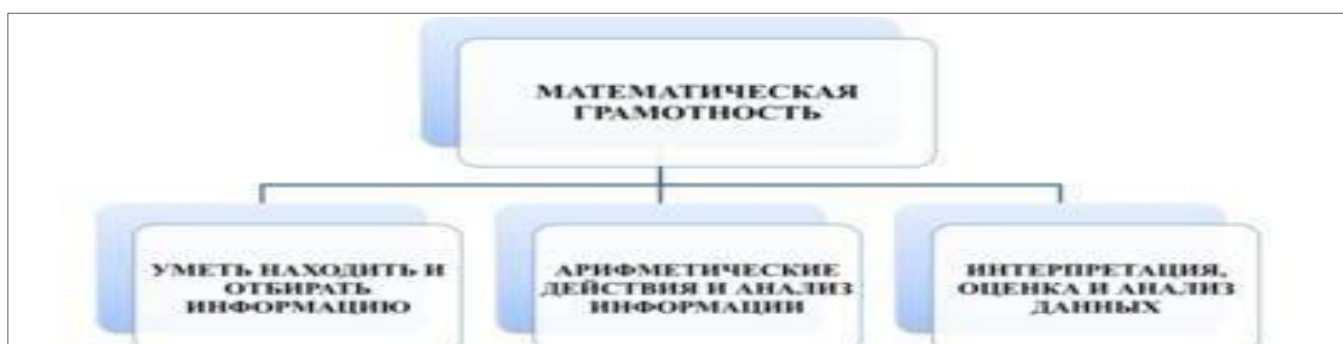 МАТЕМАТИЧЕСКАЯ
ГРАМОТНОСТЬ
УМЕТЬ НАХОДИТЬ И
ОТБИРАТЬ
ИНФОРМАЦИЮ
АРИФМЕТИЧЕСКИЕ
ДЕЙСТВИЯ И АНАЛИЗ
ИНФОРМАЦИИ
ИНТЕРПРЕТАЦИЯ,
ОЦЕНКА И АНАЛИЗ
ДАННЫХ